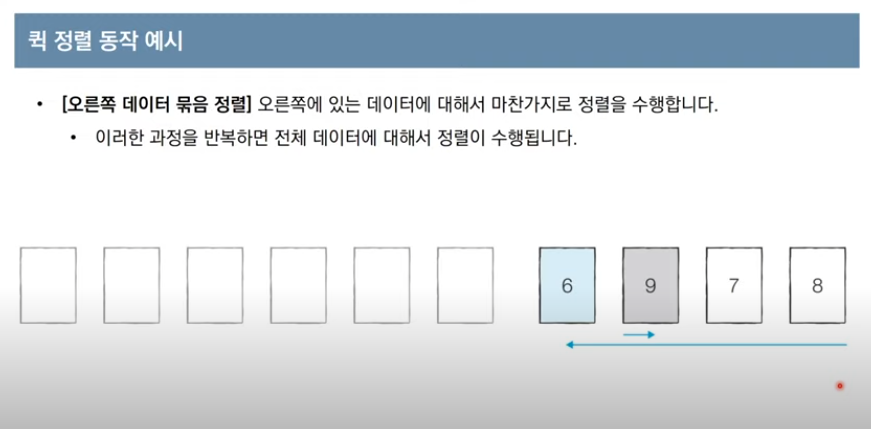 퀵 정렬 동작 예시
• [오른쪽 데이터 묶음 정렬] 오른쪽에 있는 데이터에 대해서 마찬가지로 정렬을 수행합니다.
• 이러한 과정을 반복하면 전체 데이터에 대해서 정렬이 수행됩니다.
6 9 7 8